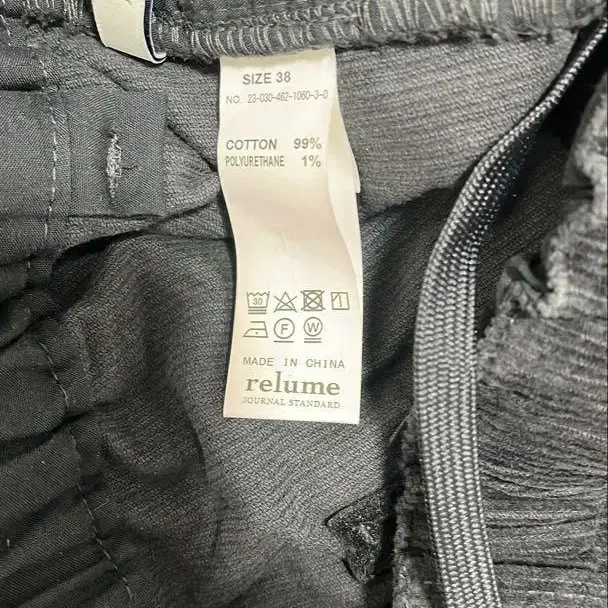 SIZE 38
NO. 23-030-462-1060-3-0
COTTON 99%
POLYURETHANE 1%
30
F W
MADE IN CHINA
relume
JOURNAL STANDARD